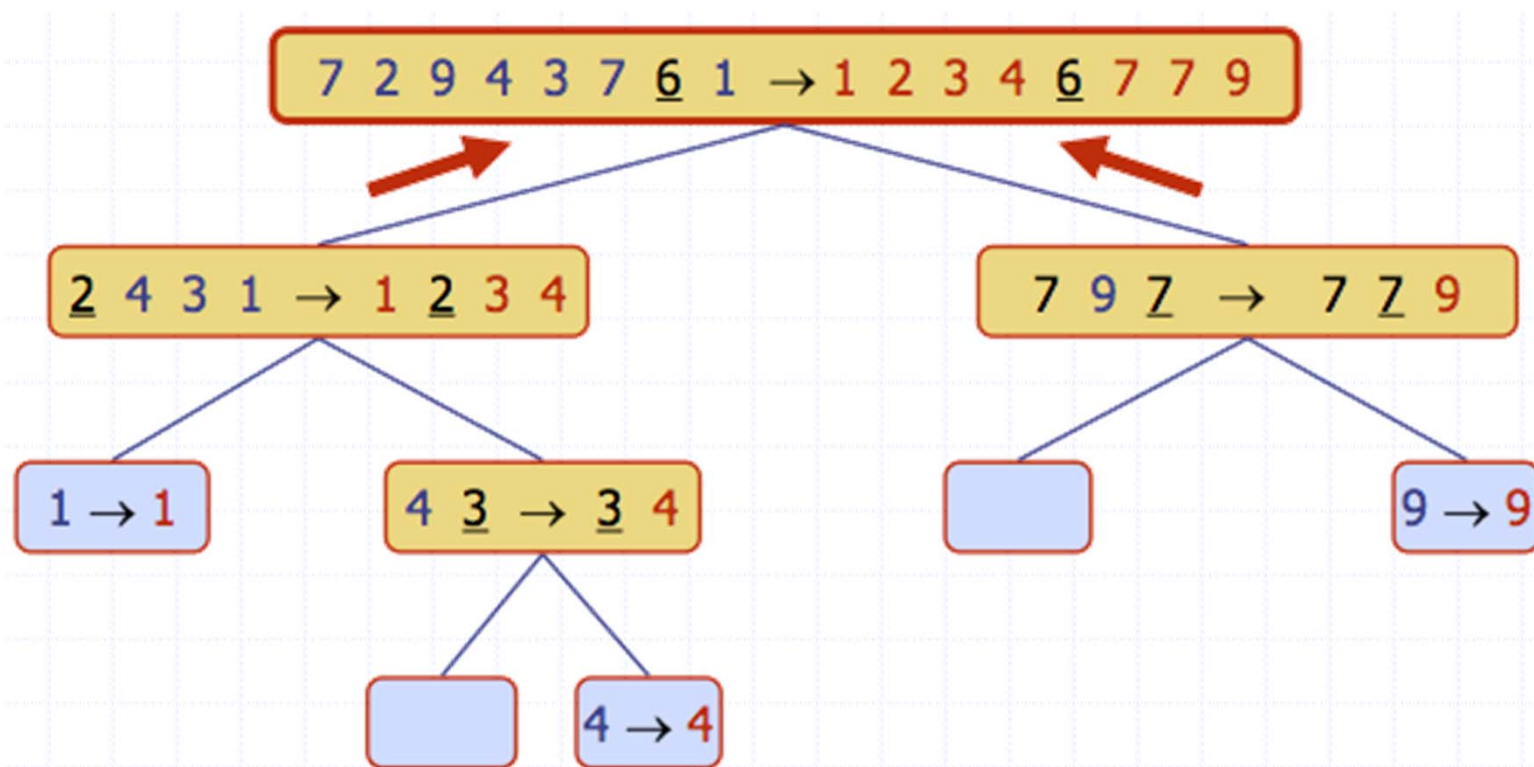 7 2 9 4 3 7 6 1 → 1 2 3 4 6 7 7 9
2 4 3 1 → 1 2 3 4
7 9 7 → 7 7 9
1 → 1
4 3 → 3 4
9 → 9
4 → 4